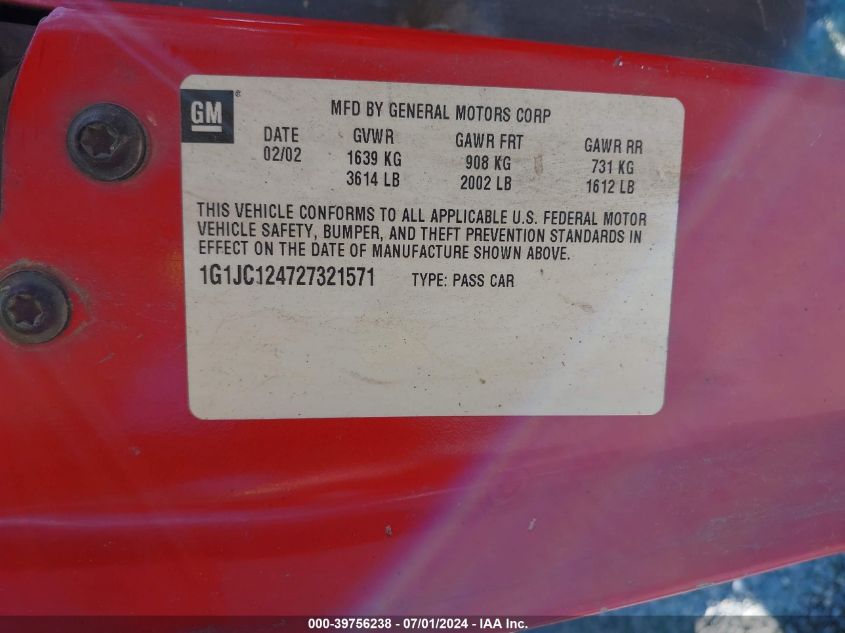 GM ®
MFD BY GENERAL MOTORS CORP
DATE GVWR GAWR FRT GAWR RR
02/02 1639 KG 908 KG 731 KG
3614 LB 2002 LB 1612 LB
THIS VEHICLE CONFORMS TO ALL APPLICABLE U.S. FEDERAL MOTOR
VEHICLE SAFETY, BUMPER, AND THEFT PREVENTION STANDARDS IN
EFFECT ON THE DATE OF MANUFACTURE SHOWN ABOVE.
1G1JC124727321571 TYPE: PASS CAR
000-39756238 - 07/01/2024 - IAA Inc.